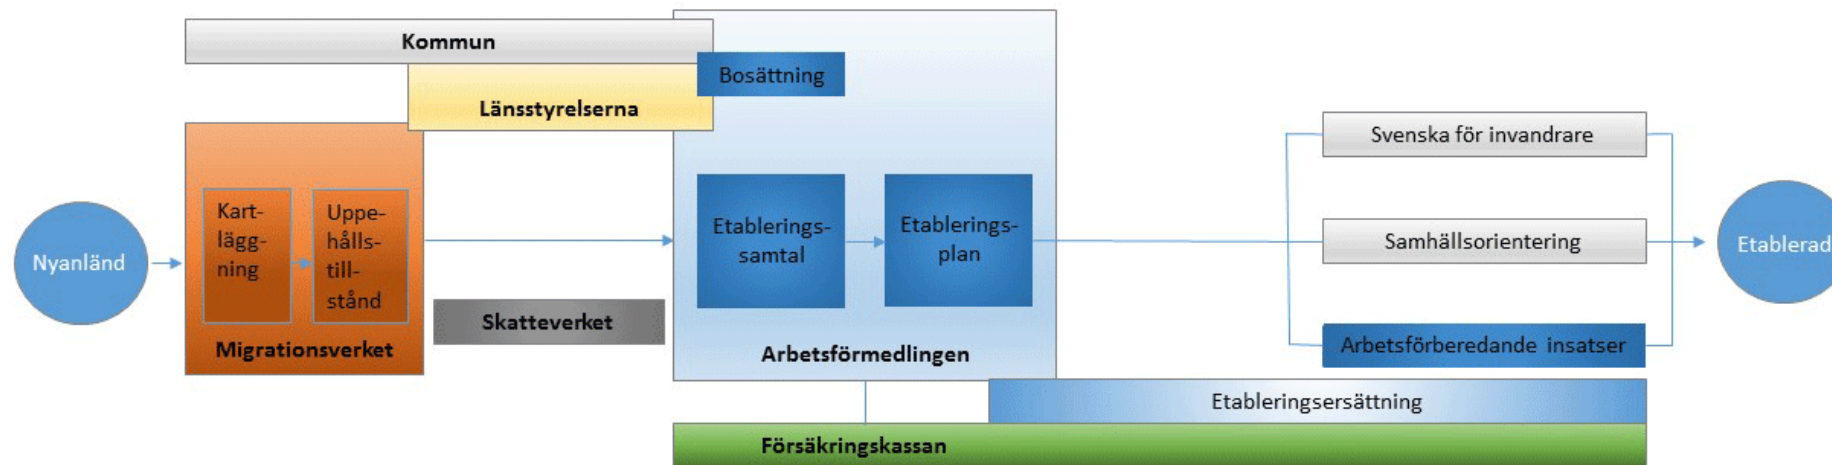 Kommun
Bosättning
Länsstyrelserna
Svenska för invandrare
Nyanländ
Kart-
lägg-
ning
Uppe-
hålls-
till-
stånd
Migrationsverket
Skatteverket
Etablerings-
samtal
Etablerings-
plan
Arbetsförmedlingen
Samhällsorientering
Etablerad
Arbetsförberedande insatser
Etableringsersättning
Försäkringskassan